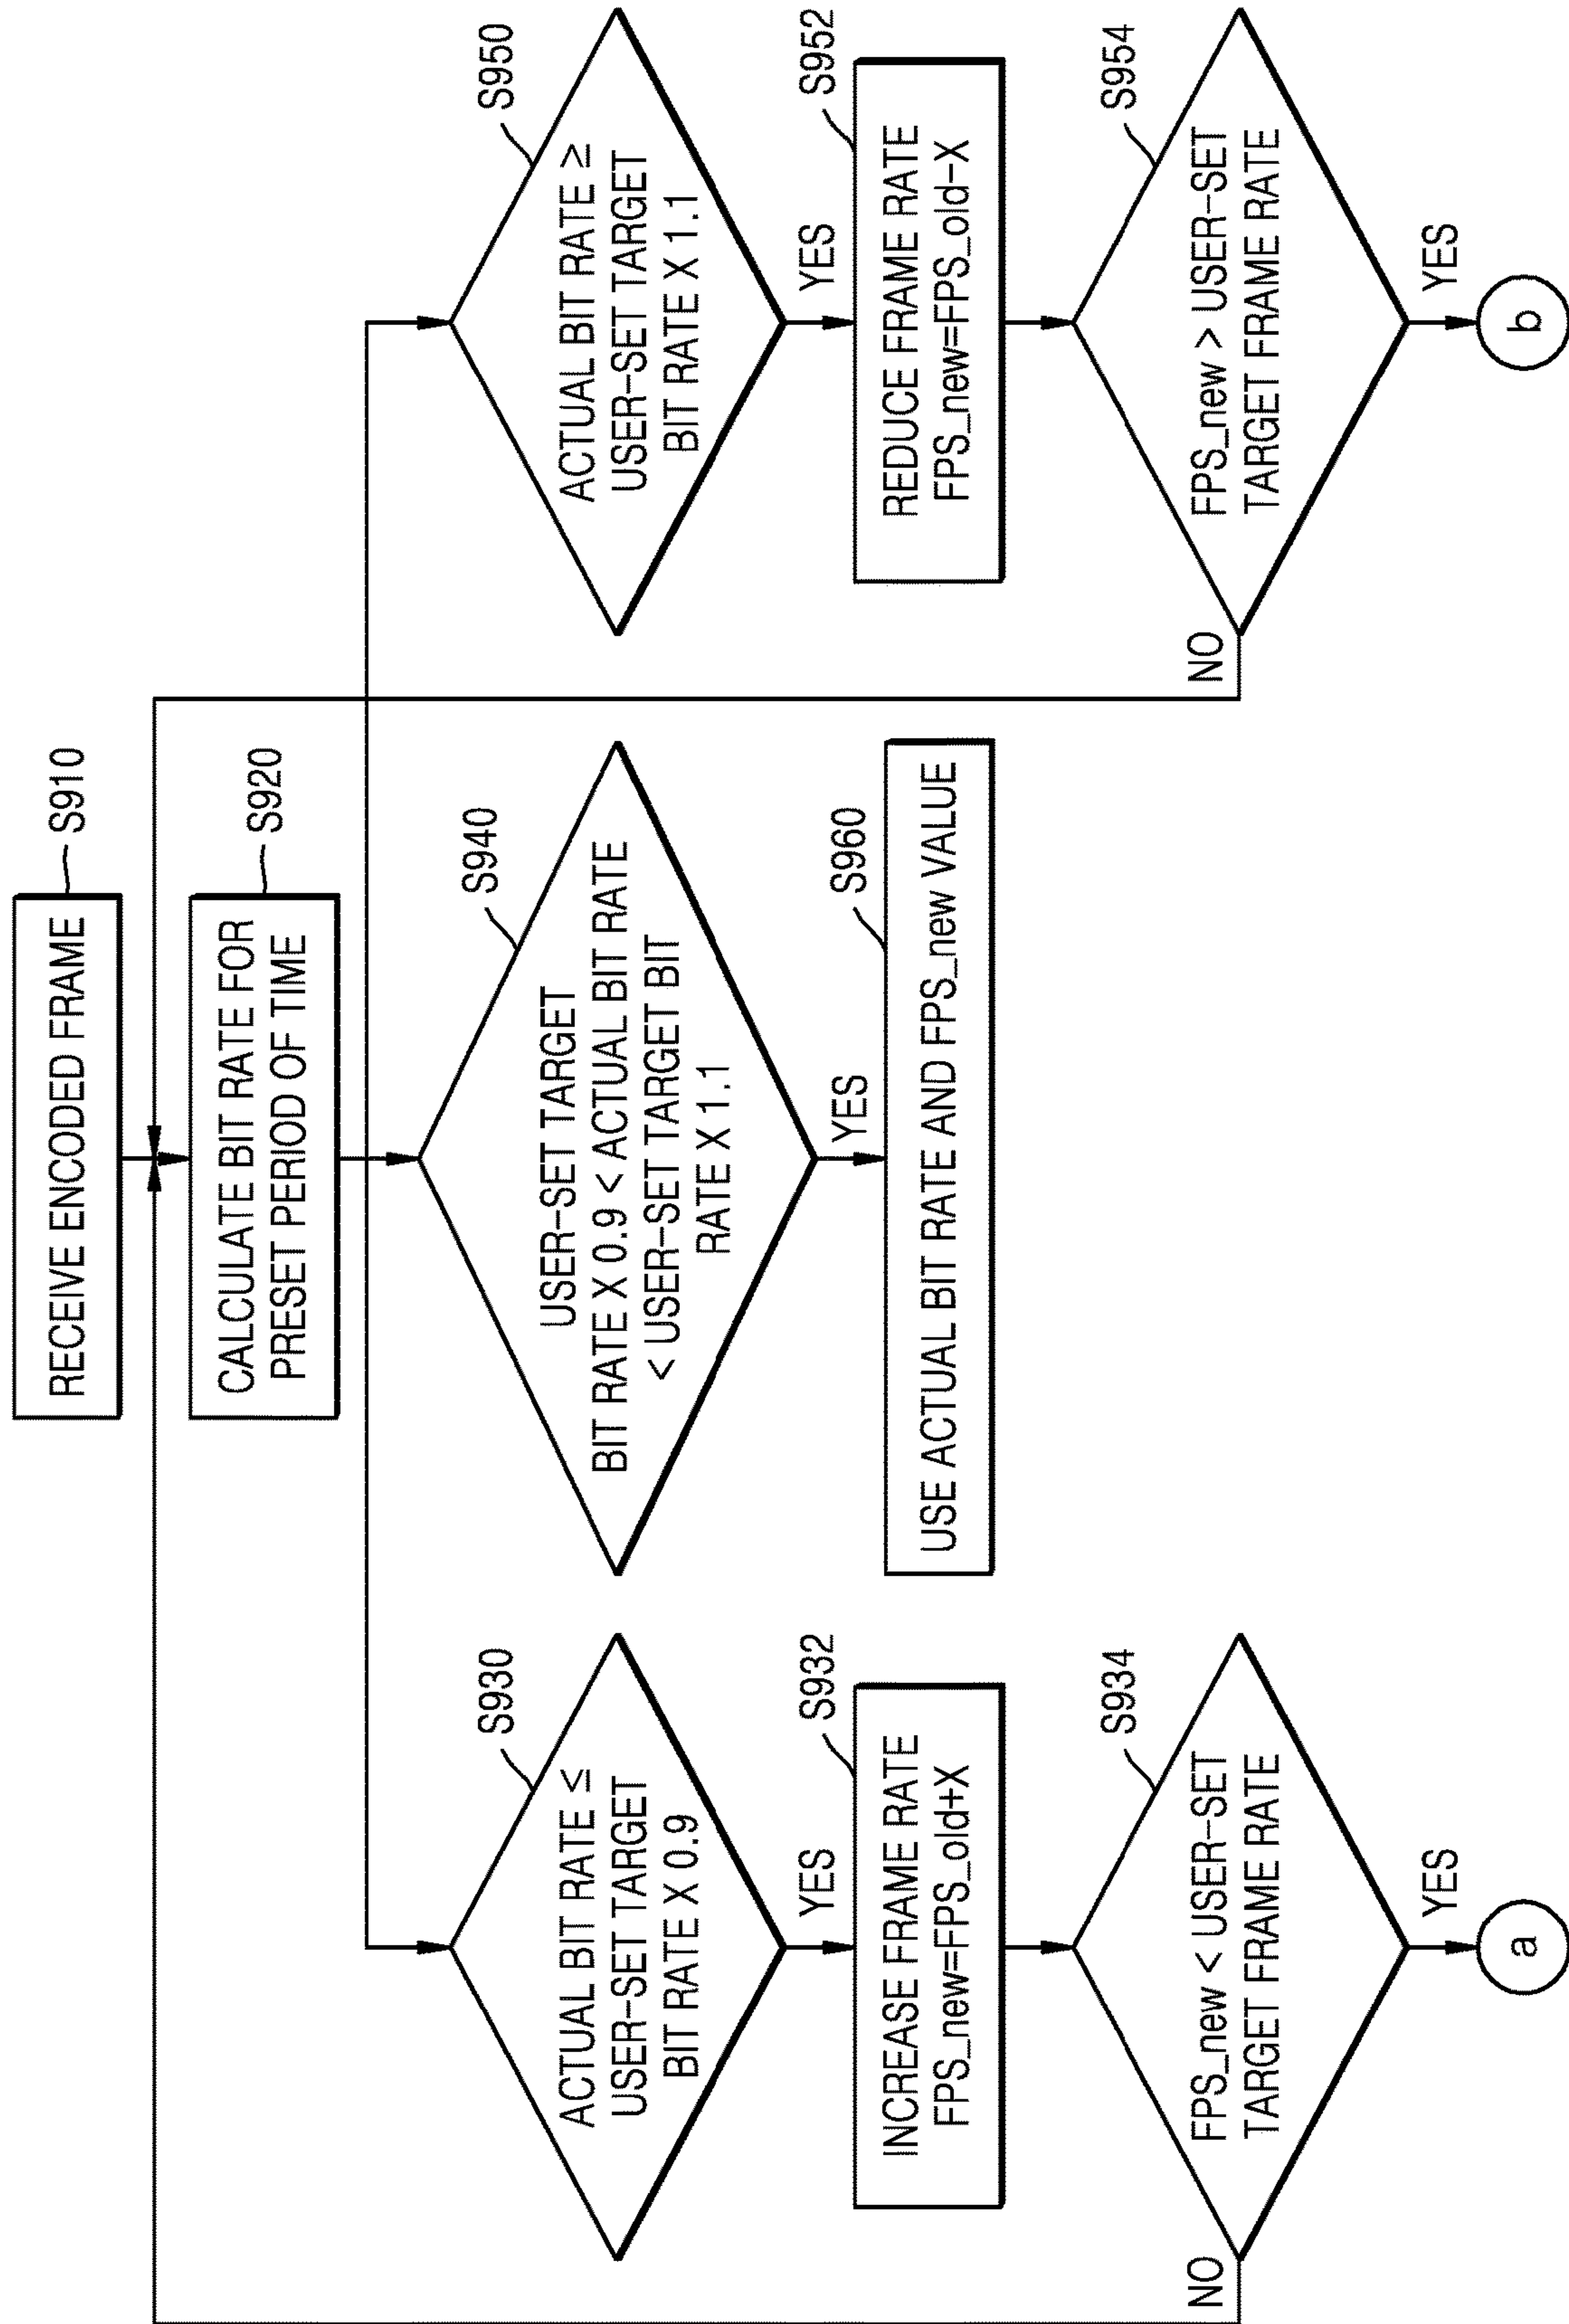 RECEIVE ENCODED FRAME
S910
CALCULATE BIT RATE FOR
PRESET PERIOD OF TIME
S920
ACTUAL BIT RATE ≤
USER-SET TARGET
BIT RATE X 0.9
S930
YES
INCREASE FRAME RATE
FPS_new=FPS_old+X
S932
FPS_new < USER-SET
TARGET FRAME RATE
S934
NO
YES
a
USER-SET TARGET
BIT RATE X 0.9 < ACTUAL BIT RATE
< USER-SET TARGET BIT
RATE X 1.1
S940
YES
USE ACTUAL BIT RATE AND FPS_new VALUE
S960
ACTUAL BIT RATE ≥
USER-SET TARGET
BIT RATE X 1.1
S950
YES
REDUCE FRAME RATE
FPS_new=FPS_old-X
S952
FPS_new > USER-SET
TARGET FRAME RATE
S954
NO
YES
b